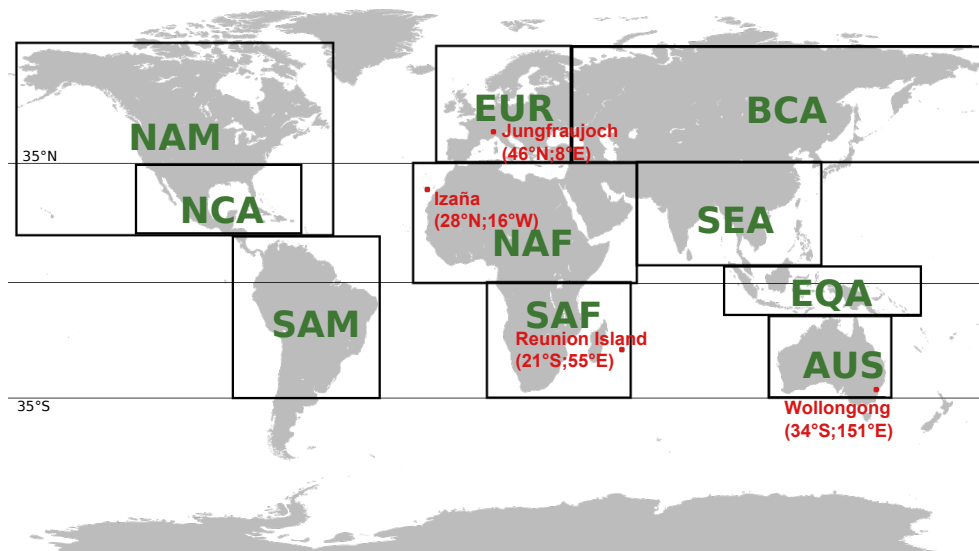 EUR
BCA
NAM
Jungfraujoch
(46°N;8°E)
35°N
Izaña
(28°N;16°W)
NCA
SEA
NAF
EQA
SAM
SAF
Reunion Island
(21°S;55°E)
AUS
35°S
Wollongong
(34°S;151°E)